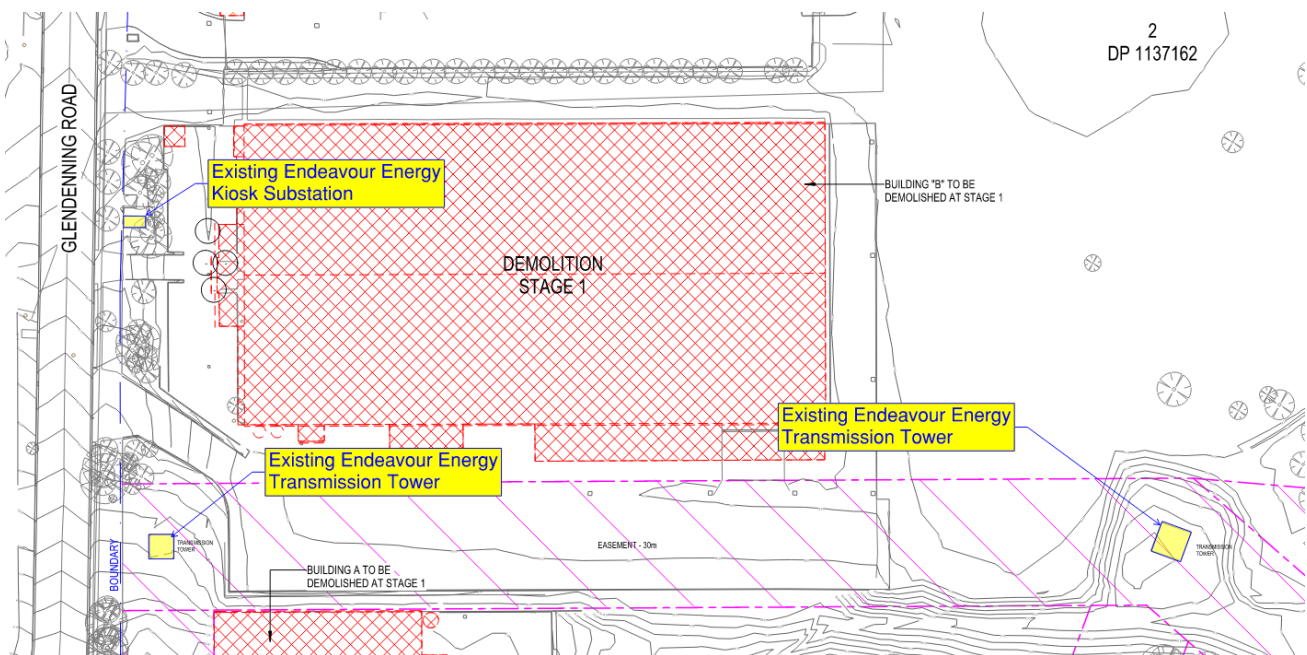 2
DP 1137162
GLENDENNING ROAD
Existing Endeavour Energy
Kiosk Substation
BUILDING "B" TO BE
DEMOLISHED AT STAGE 1
DEMOLITION
STAGE 1
Existing Endeavour Energy
Transmission Tower
Existing Endeavour Energy
Transmission Tower
BOUNDARY
TRANSMISSION
TOWER
EASEMENT - 30m
TRANSMISSION
TOWER
BUILDING A TO BE
DEMOLISHED AT STAGE 1